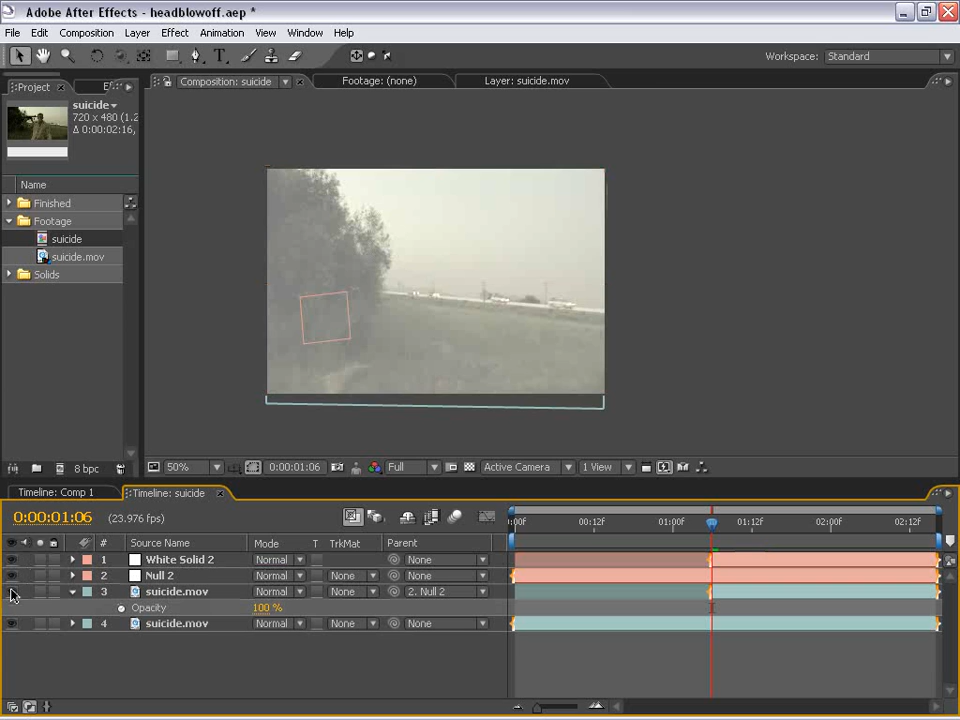 Adobe After Effects - headblowoff.aep *
File Edit Composition Layer Effect Animation View Window Help
Workspace: Standard
Project
Composition: suicide
Footage: (none)
Layer: suicide.mov
suicide
720 x 480 (1.2
Δ 0:00:02:16,
Name
Finished
Footage
suicide
suicide.mov
Solids
8 bpc
50%
0:00:01:06
Full
Active Camera
1 View
Timeline: Comp 1
Timeline: suicide
0:00:01:06
(23.976 fps)
:00f 00:12f 01:00f 01:12f 02:00f 02:12f
# Source Name Mode T TrkMat Parent
1 White Solid 2 Normal None
2 Null 2 Normal None None
3 suicide.mov Normal None 2. Null 2
Opacity 100 %
4 suicide.mov Normal None None